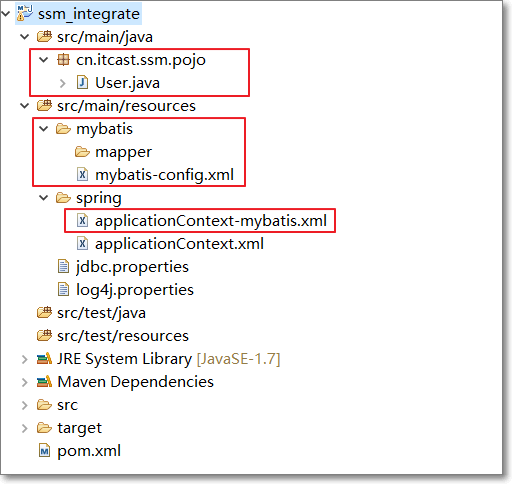 ssm_integrate
src/main/java
cn.itcast.ssm.pojo
User.java
src/main/resources
mybatis
mapper
mybatis-config.xml
spring
applicationContext-mybatis.xml
applicationContext.xml
jdbc.properties
log4j.properties
src/test/java
src/test/resources
JRE System Library [JavaSE-1.7]
Maven Dependencies
src
target
pom.xml